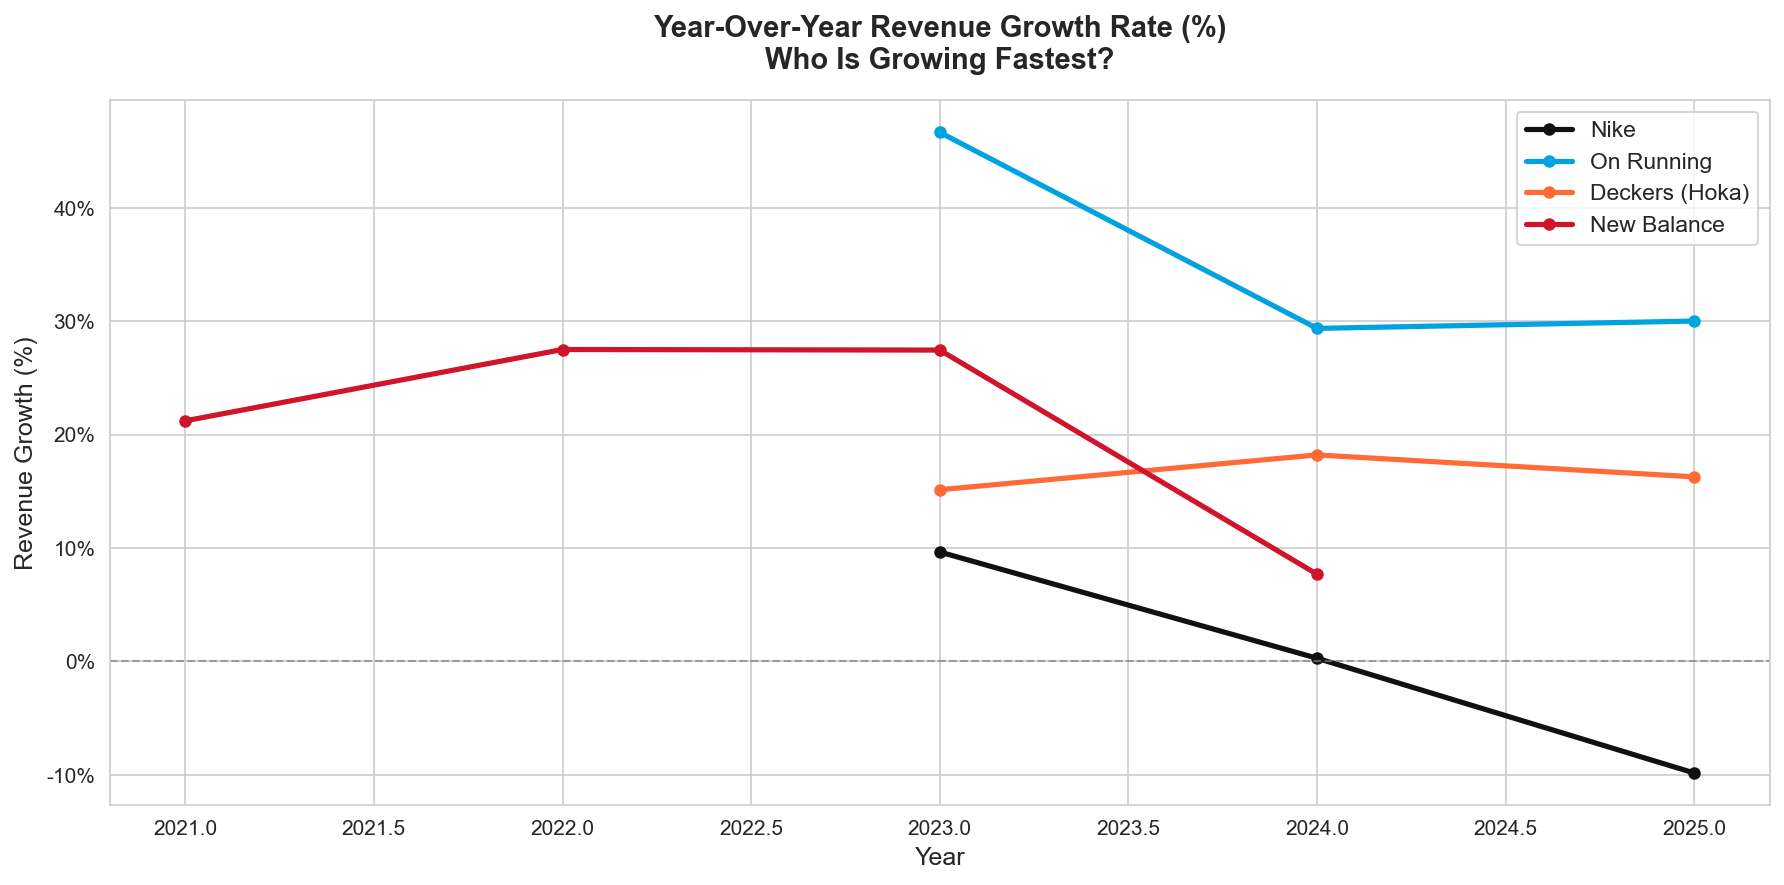 Year-Over-Year Revenue Growth Rate (%)
Who Is Growing Fastest?
Nike
On Running
Deckers (Hoka)
New Balance
Revenue Growth (%)
40%
30%
20%
10%
0%
-10%
2021.0 2021.5 2022.0 2022.5 2023.0 2023.5 2024.0 2024.5 2025.0
Year